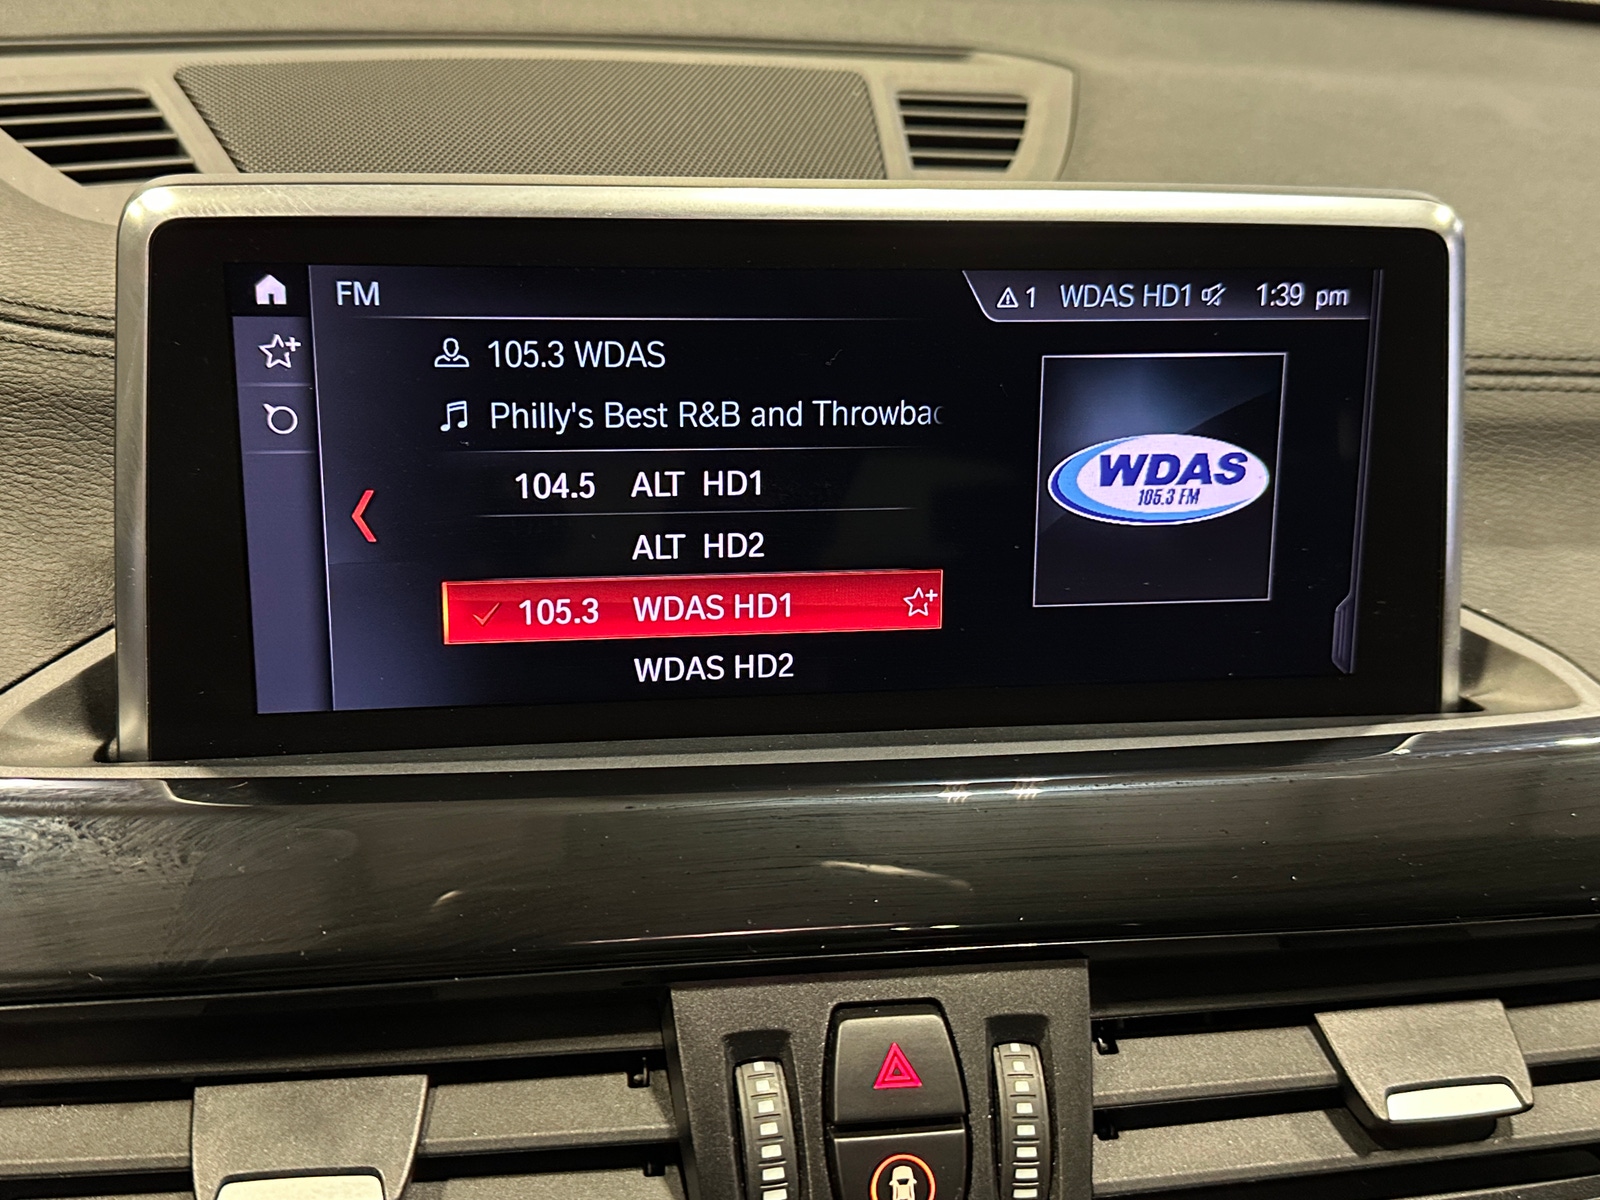 FM
1 WDAS HD1 1:39 pm
105.3 WDAS
Philly's Best R&B and Throwbac
104.5 ALT HD1
ALT HD2
105.3 WDAS HD1
WDAS HD2
WDAS
105.3 FM